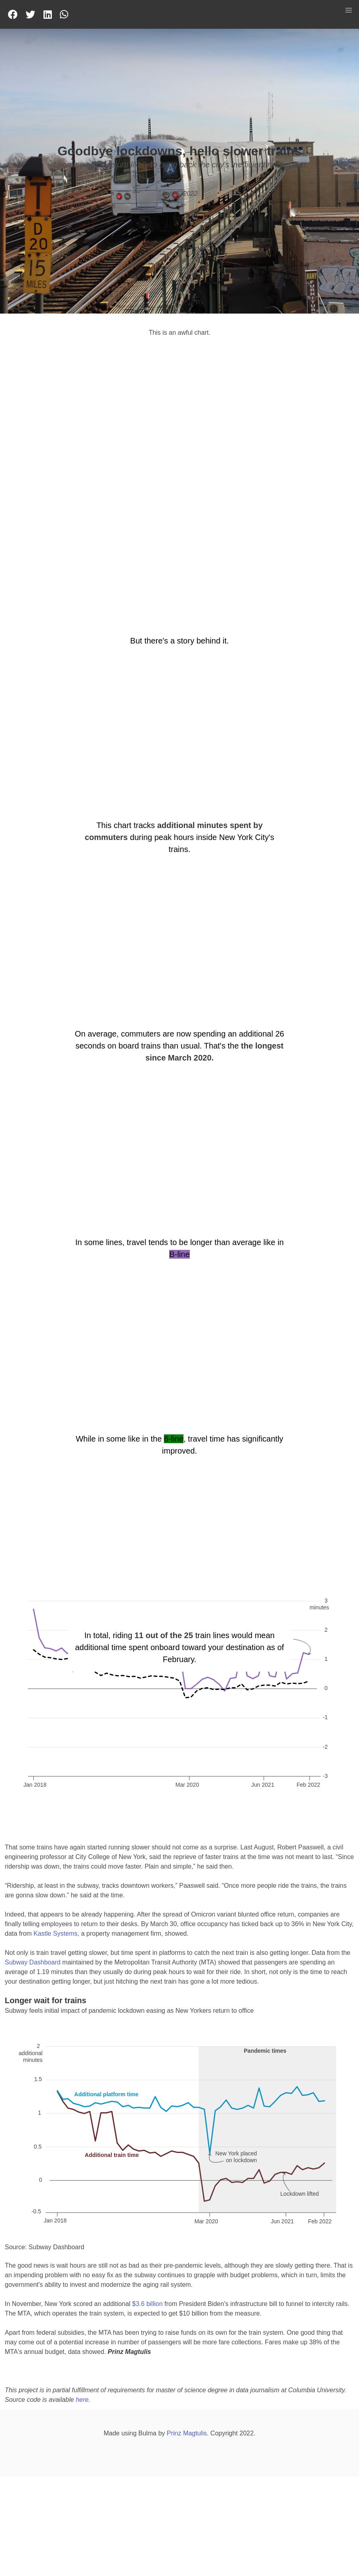 Goodbye lockdowns, hello slower trains
2022
D
20
15
MILES
A
This is an awful chart.
But there's a story behind it.
This chart tracks additional minutes spent by
commuters during peak hours inside New York City's
trains.
On average, commuters are now spending an additional 26
seconds on board trains than usual. That's the the longest
since March 2020.
In some lines, travel tends to be longer than average like in
B-line
While in some like in the -line, travel time has significantly
improved.
3
minutes
2
1
0
-1
-2
-3
In total, riding 11 out of the 25 train lines would mean
additional time spent onboard toward your destination as of
February.
Jan 2018 Mar 2020 Jun 2021 Feb 2022
That some trains have again started running slower should not come as a surprise. Last August, Robert Paaswell, a civil
engineering professor at City College of New York, said the reprieve of faster trains at the time was not meant to last. "Since
ridership was down, the trains could move faster. Plain and simple," he said then.
"Ridership, at least in the subway, tracks downtown workers," Paaswell said. "Once more people ride the trains, the trains
are gonna slow down." he said at the time.
Indeed, that appears to be already happening. After the spread of Omicron variant blunted office return, companies are
finally telling employees to return to their desks. By March 30, office occupancy has ticked back up to 36% in New York City,
data from Kastle Systems, a property management firm, showed.
Not only is train travel getting slower, but time spent in platforms to catch the next train is also getting longer. Data from the
Subway Dashboard maintained by the Metropolitan Transit Authority (MTA) showed that passengers are spending an
average of 1.19 minutes than they usually do during peak hours to wait for their ride. In short, not only is the time to reach
your destination getting longer, but just hitting the next train has gone a lot more tedious.
Longer wait for trains
Subway feels initial impact of pandemic lockdown easing as New Yorkers return to office
2
additional
minutes
Pandemic times
1.5
Additional platform time
1
0.5
Additional train time
New York placed
on lockdown
0
Lockdown lifted
-0.5
Jan 2018 Mar 2020 Jun 2021 Feb 2022
Source: Subway Dashboard
The good news is wait hours are still not as bad as their pre-pandemic levels, although they are slowly getting there. That is
an impending problem with no easy fix as the subway continues to grapple with budget problems, which in turn, limits the
government's ability to invest and modernize the aging rail system.
In November, New York scored an additional $3.6 billion from President Biden's infrastructure bill to funnel to intercity rails.
The MTA, which operates the train system, is expected to get $10 billion from the measure.
Apart from federal subsidies, the MTA has been trying to raise funds on its own for the train system. One good thing that
may come out of a potential increase in number of passengers will be more fare collections. Fares make up 38% of the
MTA's annual budget, data showed. Prinz Magtulis
This project is in partial fulfillment of requirements for master of science degree in data journalism at Columbia University.
Source code is available here.
Made using Bulma by Prinz Magtulis. Copyright 2022.